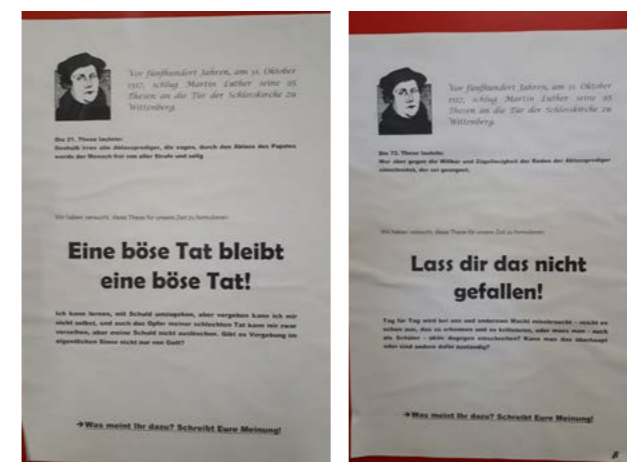 Vor fünfhundert Jahren, am 31. Oktober
1517, schlug Martin Luther seine 95
Thesen an die Tür der Schlosskirche zu
Wittenberg.
Die 21. These lautete:
Deshalb irren alle Ablassprediger, die sagen, durch den Ablass des Papstes
werde der Mensch frei von aller Strafe und selig
Wir haben versucht, diese These für unsere Zeit zu formulieren:
Eine böse Tat bleibt
eine böse Tat!
Ich kann lernen, mit Schuld umzugehen, aber vergeben kann ich mir
nicht selbst, und auch das Opfer meiner schlechten Tat kann mir zwar
verzeihen, aber meine Schuld nicht auslöschen. Gibt es Vergebung im
eigentlichen Sinne nicht nur von Gott?
→Was meint Ihr dazu? Schreibt Eure Meinung!
Vor fünfhundert Jahren, am 31. Oktober
1517, schlug Martin Luther seine 95
Thesen an die Tür der Schlosskirche zu
Wittenberg.
Die 72. These lautete:
Wer aber gegen die Willkür und Zügellosigkeit der Reden der Ablassprediger
einschreitet, der sei gesegnet.
Wir haben versucht, diese These für unsere Zeit zu formulieren:
Lass dir das nicht
gefallen!
Tag für Tag wird bei uns und anderswo Macht missbraucht - reicht es
schon aus, das zu erkennen und zu kritisieren, oder muss man - auch
als Schüler - aktiv dagegen einschreiten? Kann man das überhaupt
oder sind andere dafür zuständig?
→Was meint Ihr dazu? Schreibt Eure Meinung!